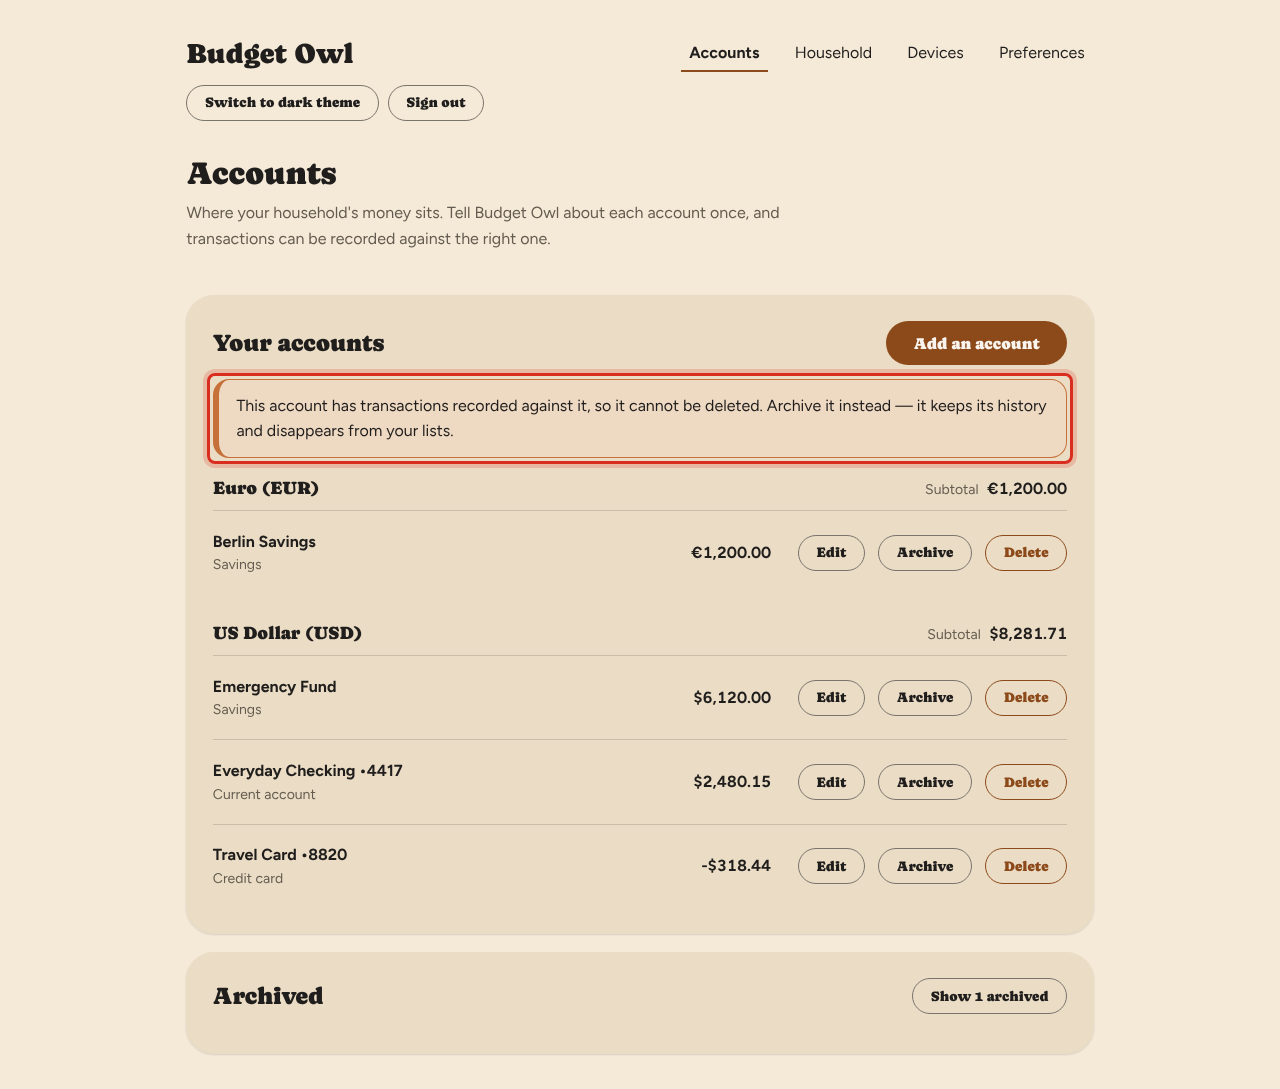 Budget Owl
Accounts
Household
Devices
Preferences
Switch to dark theme
Sign out
Accounts
Where your household's money sits. Tell Budget Owl about each account once, and
transactions can be recorded against the right one.
Your accounts
Add an account
This account has transactions recorded against it, so it cannot be deleted. Archive it instead — it keeps its history
and disappears from your lists.
Euro (EUR)
Subtotal €1,200.00
Berlin Savings
Savings
€1,200.00
Edit
Archive
Delete
US Dollar (USD)
Subtotal $8,281.71
Emergency Fund
Savings
$6,120.00
Edit
Archive
Delete
Everyday Checking •4417
Current account
$2,480.15
Edit
Archive
Delete
Travel Card •8820
Credit card
-$318.44
Edit
Archive
Delete
Archived
Show 1 archived